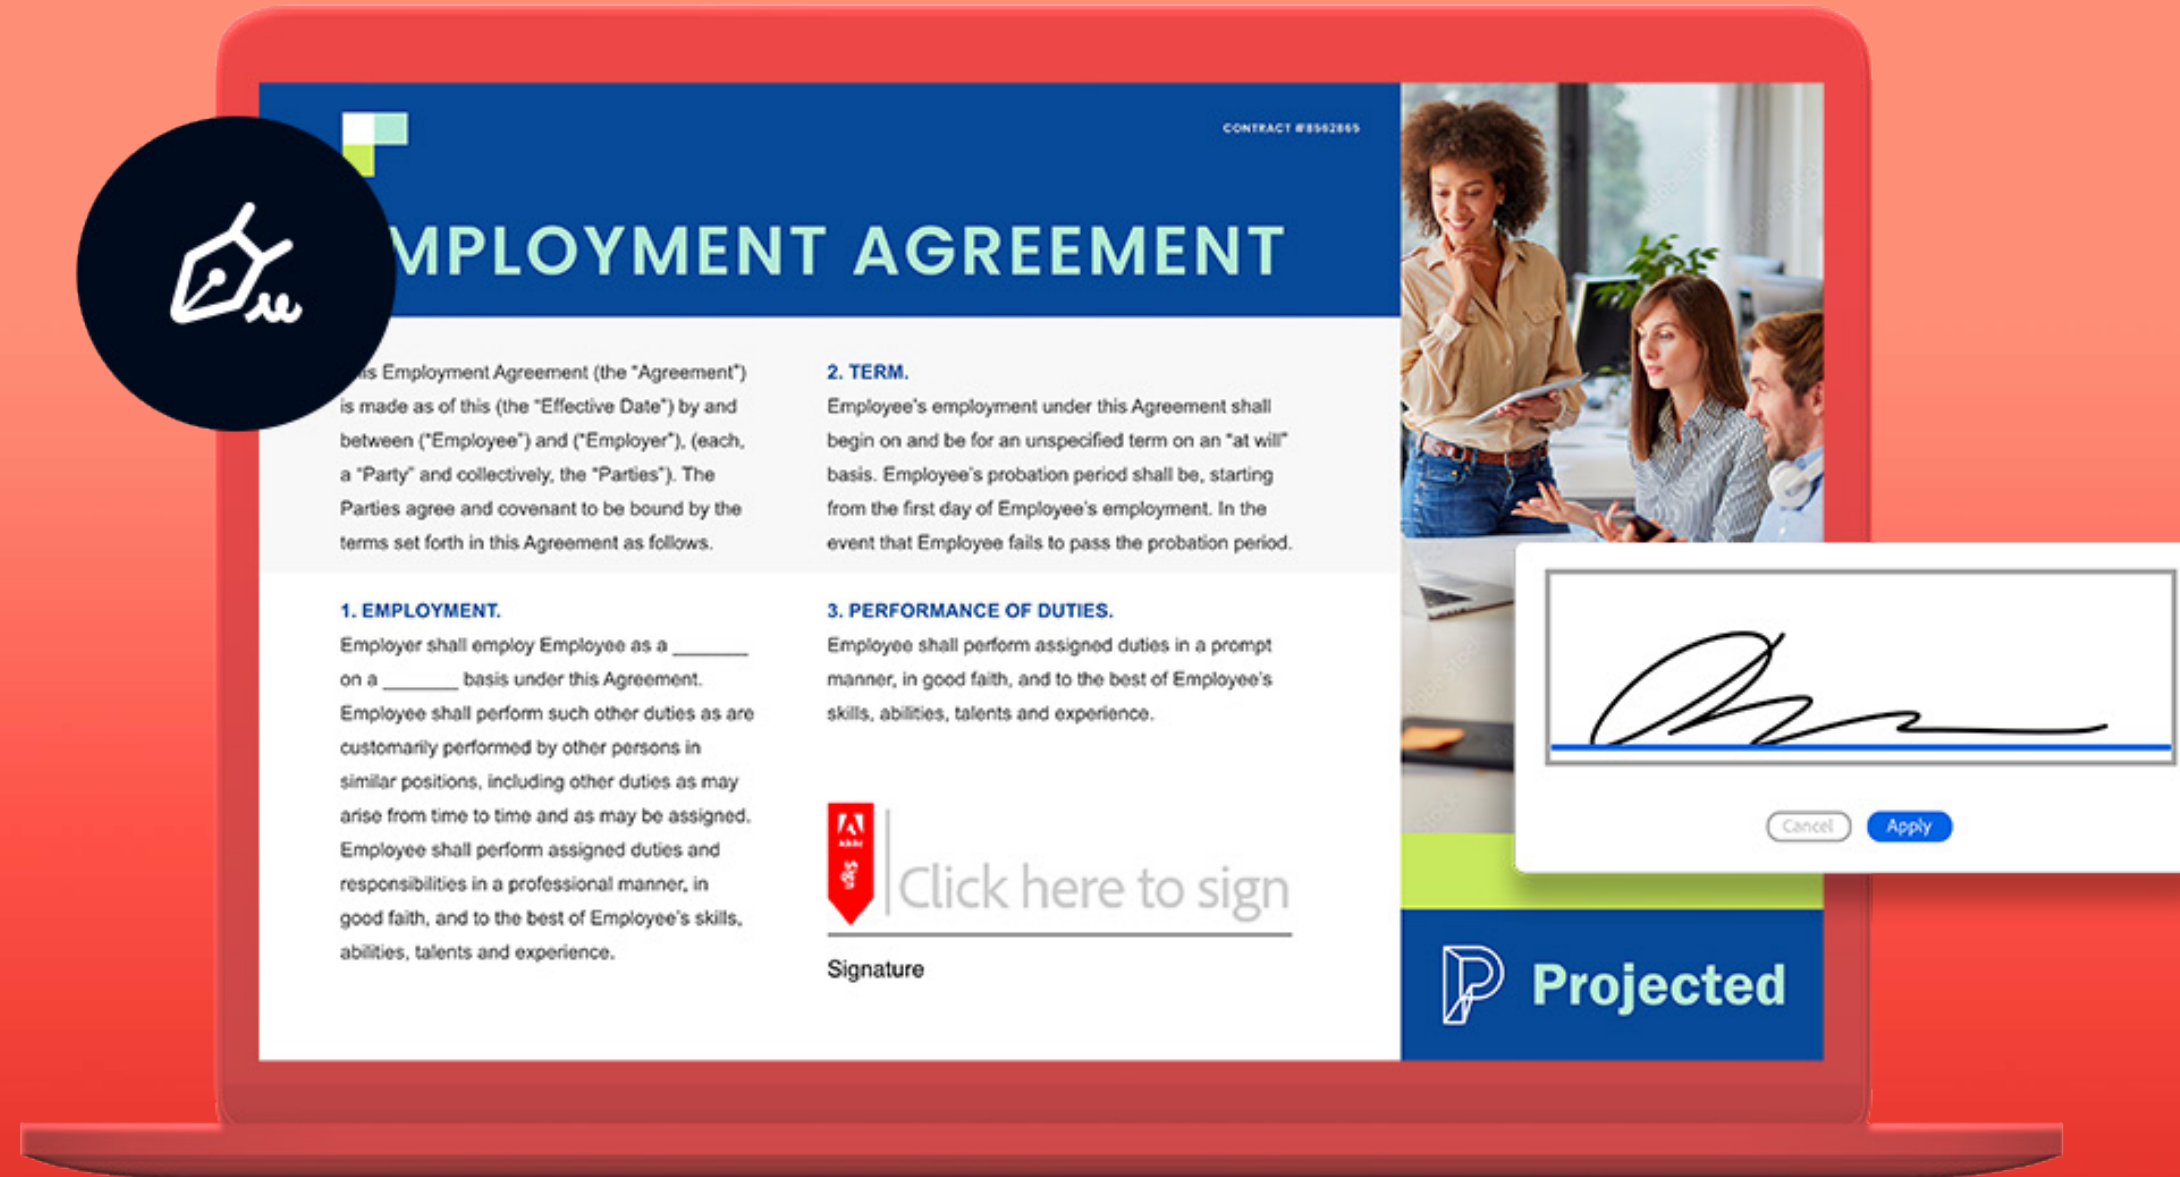 CONTRACT #8562865
MPLOYMENT AGREEMENT
is Employment Agreement (the “Agreement”)
is made as of this (the “Effective Date”) by and
between (“Employee”) and (“Employer”), (each,
a “Party” and collectively, the “Parties”). The
Parties agree and covenant to be bound by the
terms set forth in this Agreement as follows.
1. EMPLOYMENT.
Employer shall employ Employee as a _______
on a _______ basis under this Agreement.
Employee shall perform such other duties as are
customarily performed by other persons in
similar positions, including other duties as may
arise from time to time and as may be assigned.
Employee shall perform assigned duties and
responsibilities in a professional manner, in
good faith, and to the best of Employee’s skills,
abilities, talents and experience.
2. TERM.
Employee’s employment under this Agreement shall
begin on and be for an unspecified term on an “at will”
basis. Employee’s probation period shall be, starting
from the first day of Employee’s employment. In the
event that Employee fails to pass the probation period.
3. PERFORMANCE OF DUTIES.
Employee shall perform assigned duties in a prompt
manner, in good faith, and to the best of Employee’s
skills, abilities, talents and experience.
Adobe
Sign
Click here to sign
Signature
Cancel
Apply
Projected